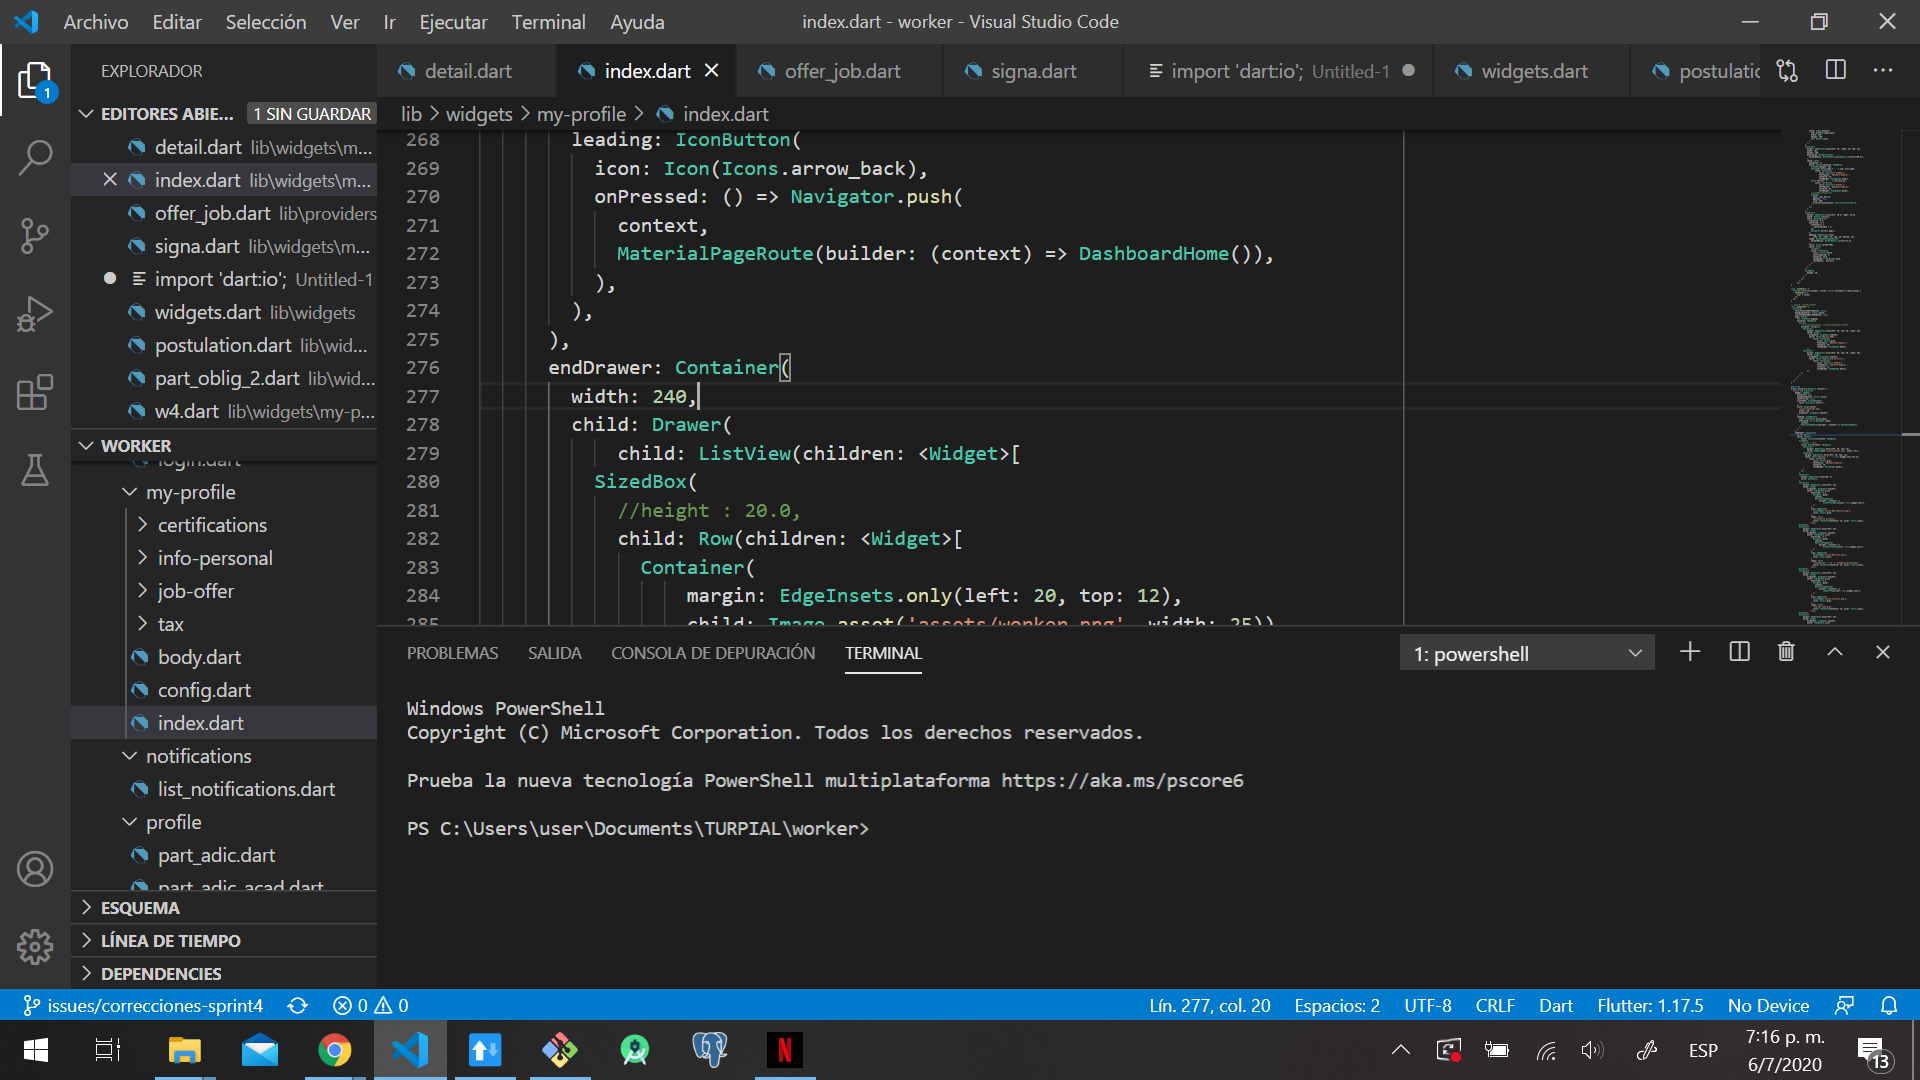 Archivo Editar Selección Ver Ir Ejecutar Terminal Ayuda index.dart - worker - Visual Studio Code
EXPLORADOR
detail.dart index.dart offer_job.dart signa.dart import 'dart:io'; Untitled-1 widgets.dart postulatic
1
EDITORES ABIE... 1 SIN GUARDAR
detail.dart lib\widgets\m...
index.dart lib\widgets\m...
offer_job.dart lib\providers
signa.dart lib\widgets\m...
import 'dart:io'; Untitled-1
widgets.dart lib\widgets
postulation.dart lib\wid...
part_oblig_2.dart lib\wid...
w4.dart lib\widgets\my-p...
WORKER
login.dart
my-profile
certifications
info-personal
job-offer
tax
body.dart
config.dart
index.dart
notifications
list_notifications.dart
profile
part_adic.dart
part_adic_acad.dart
ESQUEMA
LÍNEA DE TIEMPO
DEPENDENCIES
lib > widgets > my-profile > index.dart
268 leading: IconButton(
269 icon: Icon(Icons.arrow_back),
270 onPressed: () => Navigator.push(
271 context,
272 MaterialPageRoute(builder: (context) => DashboardHome()),
273 ),
274 ),
275 ),
276 endDrawer: Container(
277 width: 240,
278 child: Drawer(
279 child: ListView(children: <Widget>[
280 SizedBox(
281 //height : 20.0,
282 child: Row(children: <Widget>[
283 Container(
284 margin: EdgeInsets.only(left: 20, top: 12),
285 child: Image.asset('assets/worker.png', width: 25))
PROBLEMAS SALIDA CONSOLA DE DEPURACIÓN TERMINAL 1: powershell
Windows PowerShell
Copyright (C) Microsoft Corporation. Todos los derechos reservados.
Prueba la nueva tecnología PowerShell multiplataforma https://aka.ms/pscore6
PS C:\Users\user\Documents\TURPIAL\worker>
issues/correcciones-sprint4 0 0 Lín. 277, col. 20 Espacios: 2 UTF-8 CRLF Dart Flutter: 1.17.5 No Device
N ESP 7:16 p. m.
6/7/2020
13